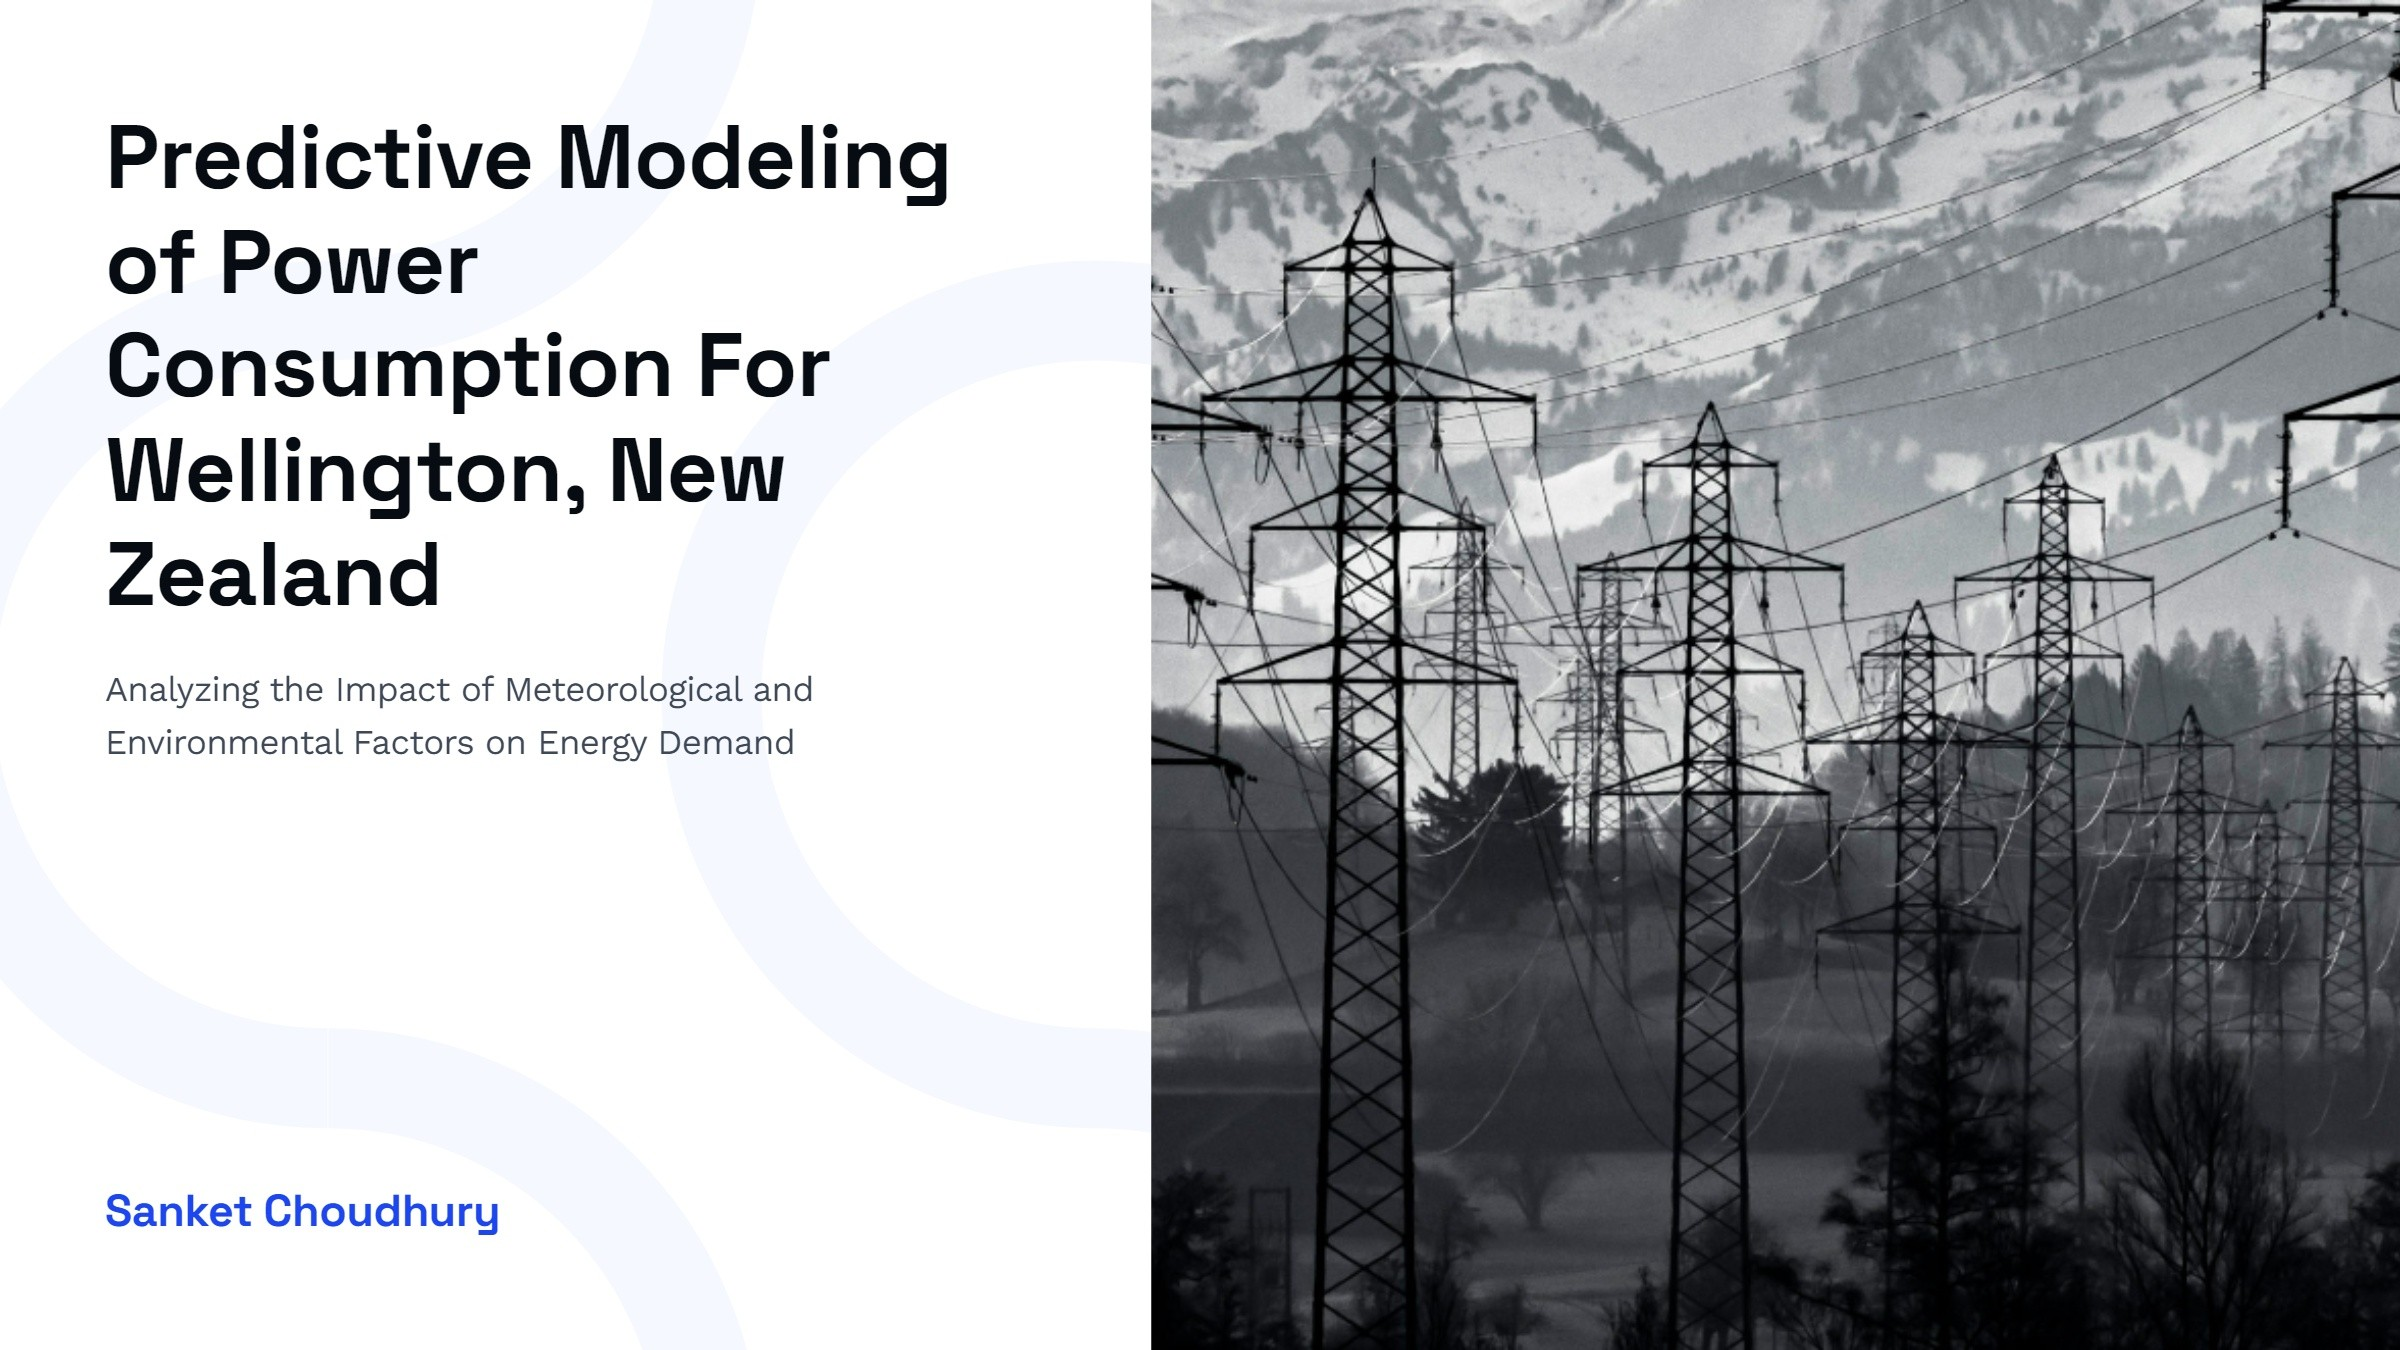 Predictive Modeling
of Power
Consumption For
Wellington, New
Zealand
Analyzing the Impact of Meteorological and
Environmental Factors on Energy Demand
Sanket Choudhury